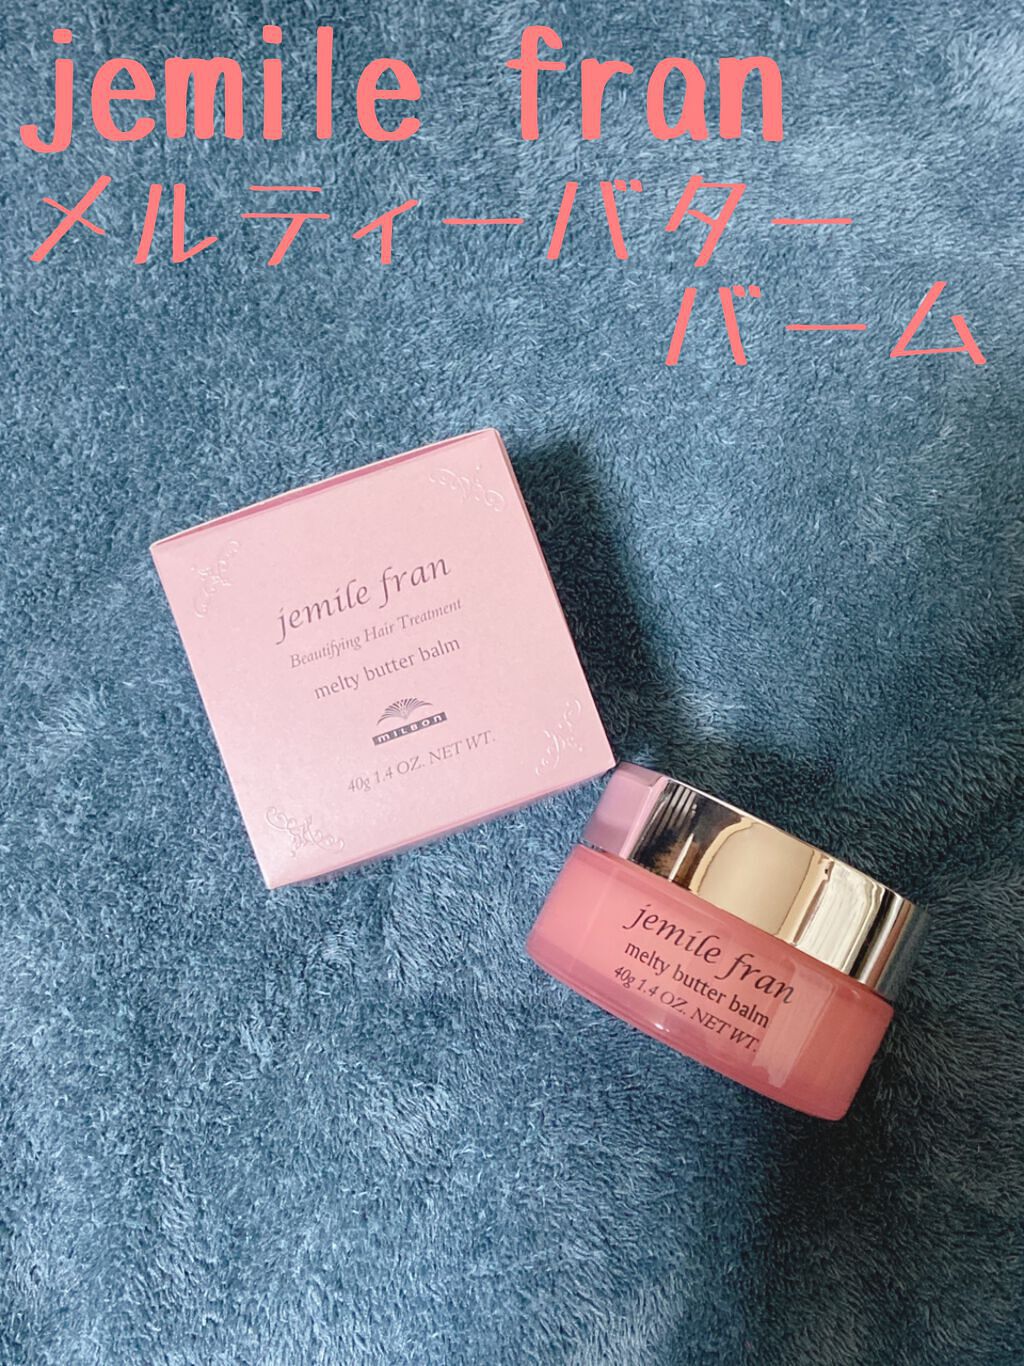 jemile fran
メルティーバター
バーム
jemile fran
Beautifying Hair Treatment
melty butter balm
MILBON
40g 1.4 OZ. NET WT.
jemile fran
melty butter balm
40g 1.4 OZ. NET WT.